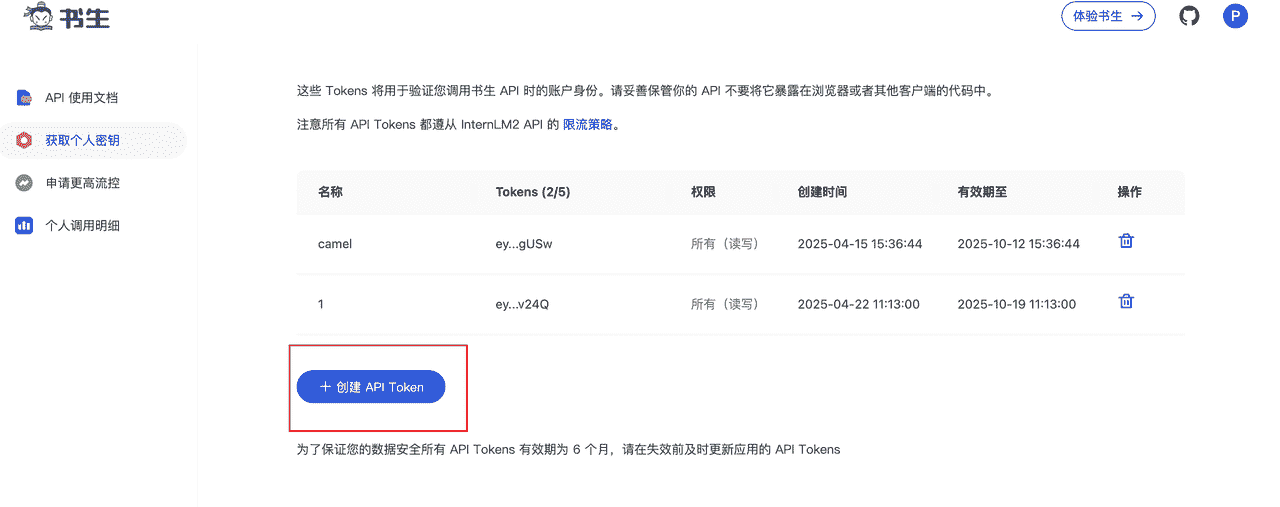 书生
体验书生 →
P
API 使用文档
获取个人密钥
申请更高流控
个人调用明细
这些 Tokens 将用于验证您调用书生 API 时的账户身份。请妥善保管你的 API 不要将它暴露在浏览器或者其他客户端的代码中。
注意所有 API Tokens 都遵从 InternLM2 API 的 限流策略。
名称 Tokens (2/5) 权限 创建时间 有效期至 操作
camel ey...gUSw 所有（读写） 2025-04-15 15:36:44 2025-10-12 15:36:44
1 ey...v24Q 所有（读写） 2025-04-22 11:13:00 2025-10-19 11:13:00
+ 创建 API Token
为了保证您的数据安全所有 API Tokens 有效期为 6 个月，请在失效前及时更新应用的 API Tokens